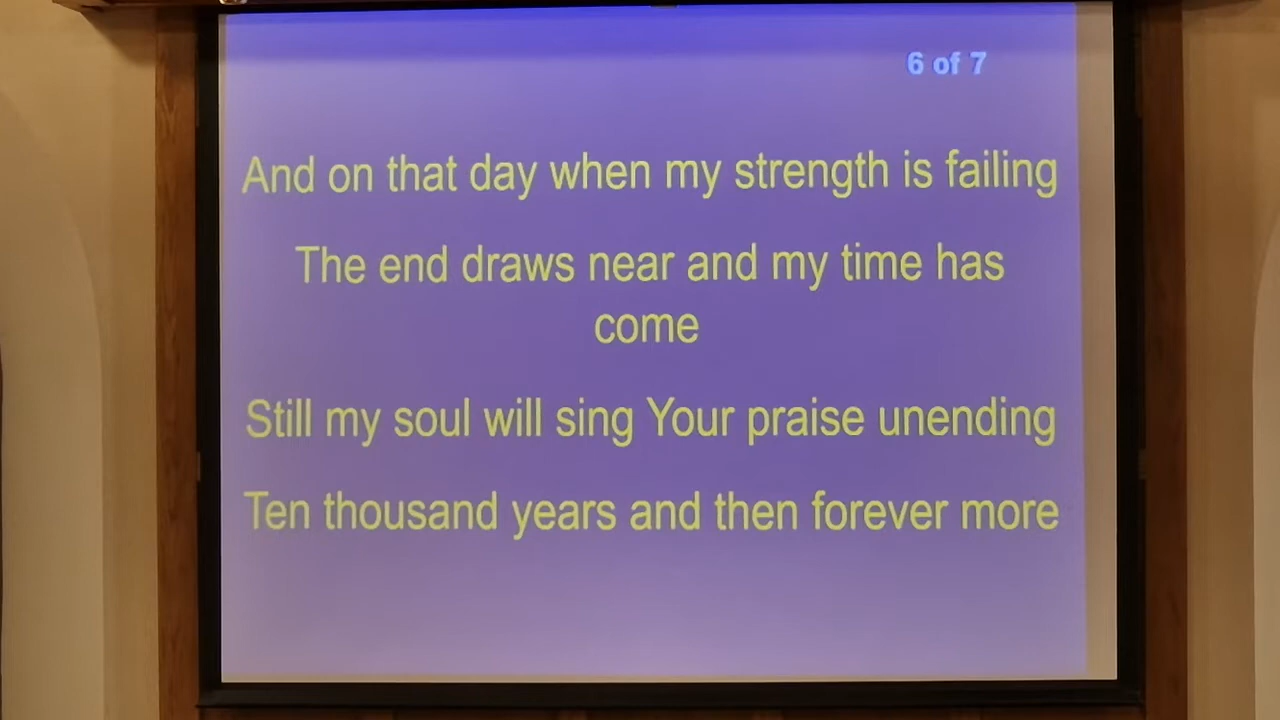 6 of 7
And on that day when my strength is failing
The end draws near and my time has
come
Still my soul will sing Your praise unending
Ten thousand years and then forever more